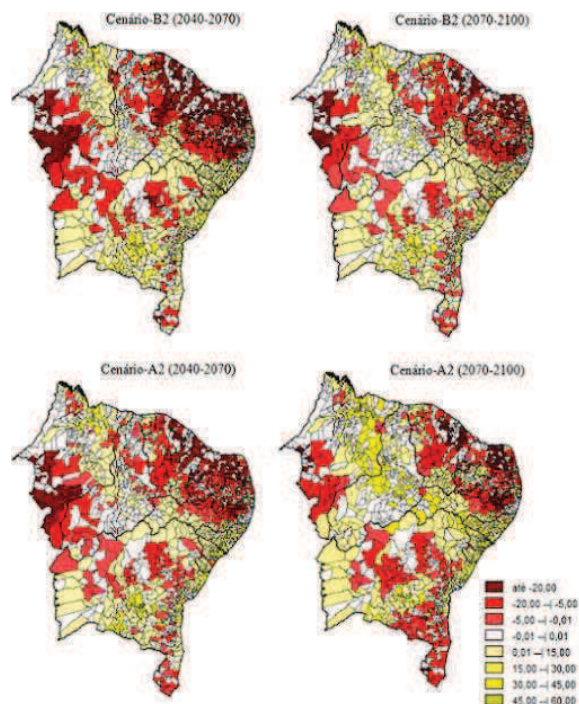 Cenário-B2 (2040-2070)
Cenário-B2 (2070-2100)
Cenário-A2 (2040-2070)
Cenário-A2 (2070-2100)
até -20,00
-20,00 --| -5,00
-5,00 --| -0,01
-0,01 --| 0,01
0,01 --| 15,00
15,00 --| 30,00
30,00 --| 45,00
45,00 --| 60,00